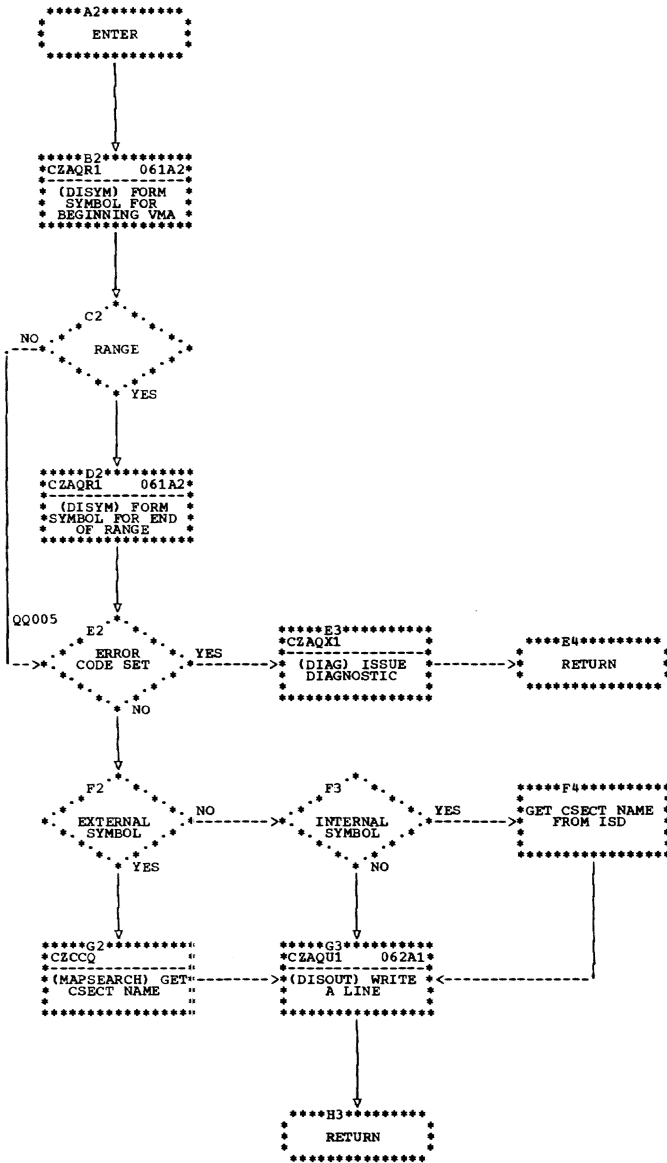 A2
ENTER
B2
CZAQR1 061A2
(DISYM) FORM
SYMBOL FOR
BEGINNING VMA
C2
NO
RANGE
YES
D2
CZAQR1 061A2
(DISYM) FORM
SYMBOL FOR END
OF RANGE
QQ005
E2
ERROR
CODE SET
YES
NO
E3
CZAQX1
(DIAG) ISSUE
DIAGNOSTIC
E4
RETURN
F2
EXTERNAL
SYMBOL
NO
YES
F3
INTERNAL
SYMBOL
YES
NO
F4
GET CSECT NAME
FROM ISD
G2
CZCCQ
(MAPSEARCH) GET
CSECT NAME
G3
CZAQU1 062A1
(DISOUT) WRITE
A LINE
H3
RETURN